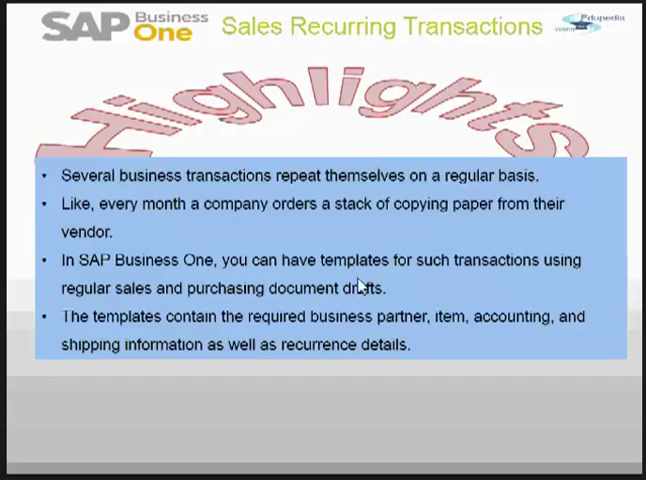 SAP Business One
Sales Recurring Transactions
Edupedia
Highlights
• Several business transactions repeat themselves on a regular basis.
• Like, every month a company orders a stack of copying paper from their
vendor.
• In SAP Business One, you can have templates for such transactions using
regular sales and purchasing document drafts.
• The templates contain the required business partner, item, accounting, and
shipping information as well as recurrence details.